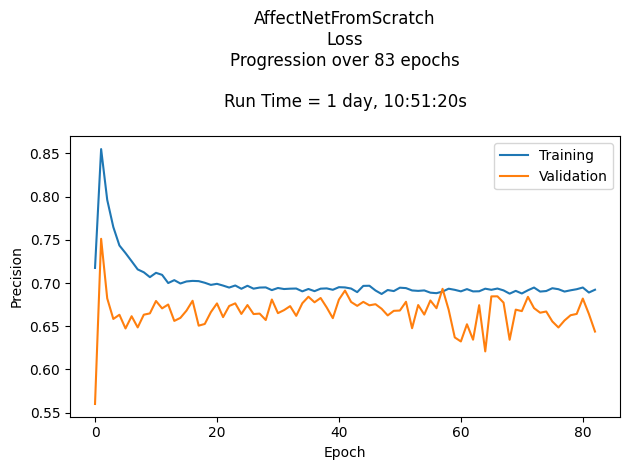 AffectNetFromScratch
Loss
Progression over 83 epochs
Run Time = 1 day, 10:51:20s
Training
Validation
0.85
0.80
0.75
0.70
0.65
0.60
0.55
Precision
0 20 40 60 80
Epoch